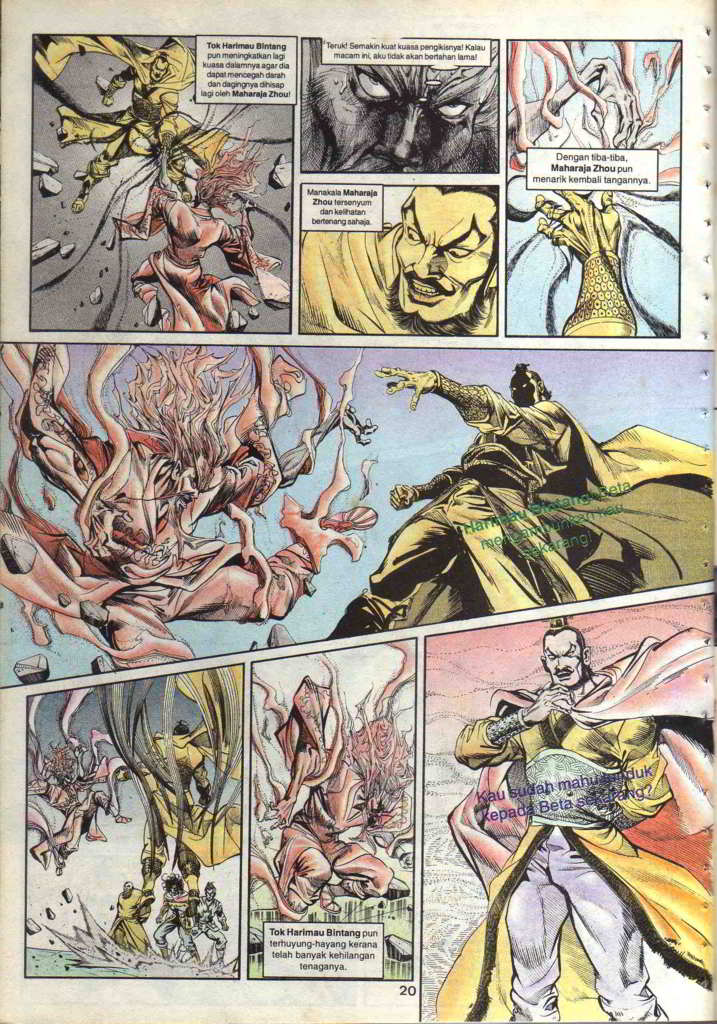 Tok Harimau Bintang
pun meningkatkan lagi
kuasa dalamnya agar dia
dapat mencegah darah
dan dagingnya dihisap
lagi oleh Maharaja Zhou!
Teruk! Semakin kuat kuasa pengikisnya! Kalau
macam ini, aku tidak akan bertahan lama!
Manakala Maharaja
Zhou tersenyum
dan kelihatan
bertenang sahaja.
Dengan tiba-tiba,
Maharaja Zhou pun
menarik kembali tangannya.
Harimau Bintang! Beta
mengampunkan kau
sekarang!
Tok Harimau Bintang pun
terhuyung-hayang kerana
telah banyak kehilangan
tenaganya.
Kau sudah mahu tunduk
kepada Beta sekarang?
20